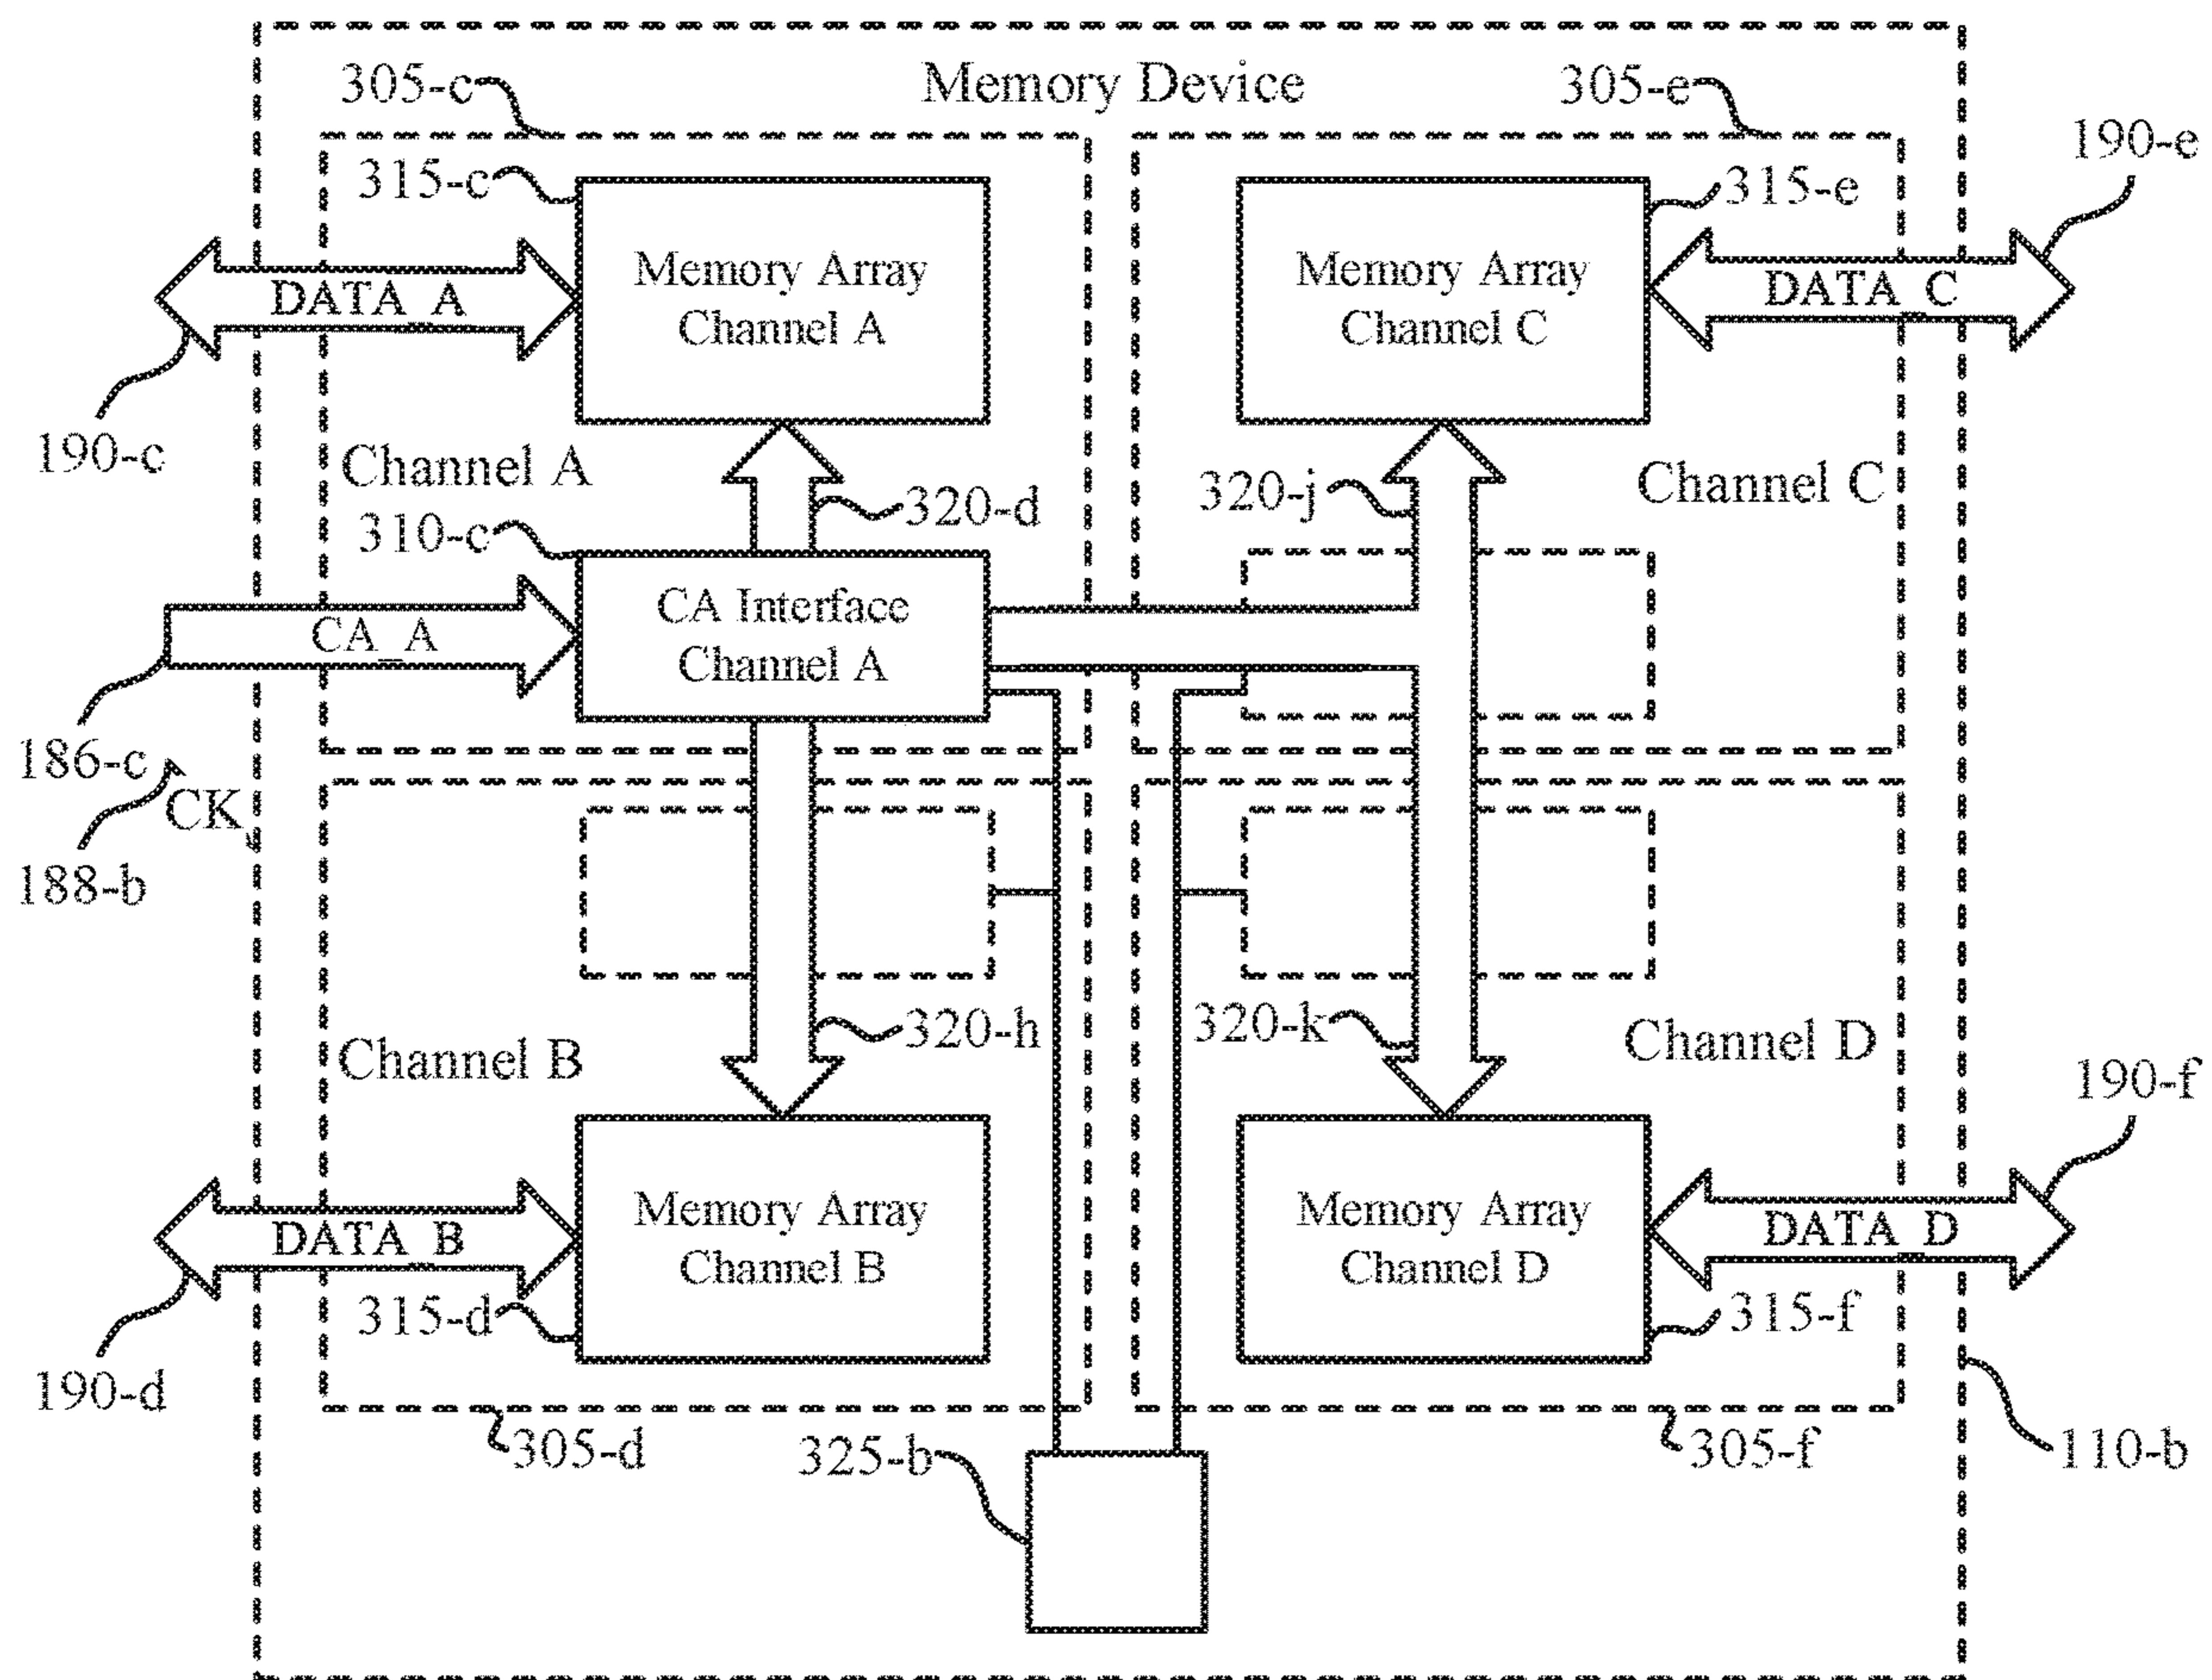 Memory Device
305-c
305-e
190-e
315-c
315-e
Memory Array
Channel A
Memory Array
Channel C
DATA_A
DATA_C
190-c
Channel A
Channel C
320-d
320-j
310-c
CA Interface
Channel A
CA_A
186-c
CK
188-b
320-h
320-k
Channel B
Channel D
190-f
Memory Array
Channel B
Memory Array
Channel D
DATA_B
DATA_D
315-d
315-f
190-d
305-d
325-b
305-f
110-b